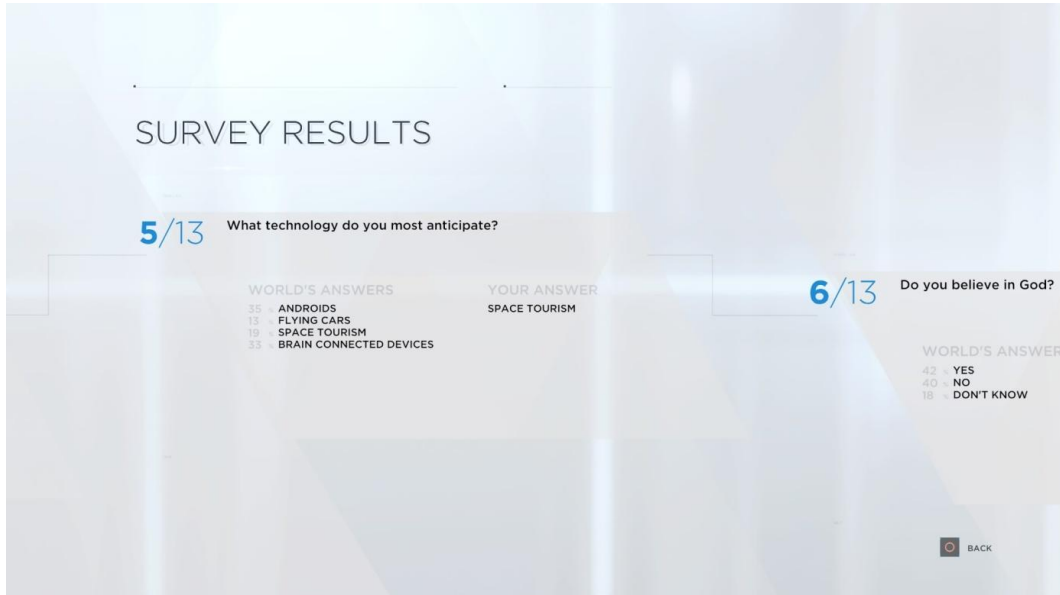 SURVEY RESULTS
5/13 What technology do you most anticipate?
WORLD'S ANSWERS YOUR ANSWER
35 % ANDROIDS SPACE TOURISM
13 % FLYING CARS
19 % SPACE TOURISM
33 % BRAIN CONNECTED DEVICES
6/13 Do you believe in God?
WORLD'S ANSWER
42 % YES
40 % NO
18 % DON'T KNOW
BACK